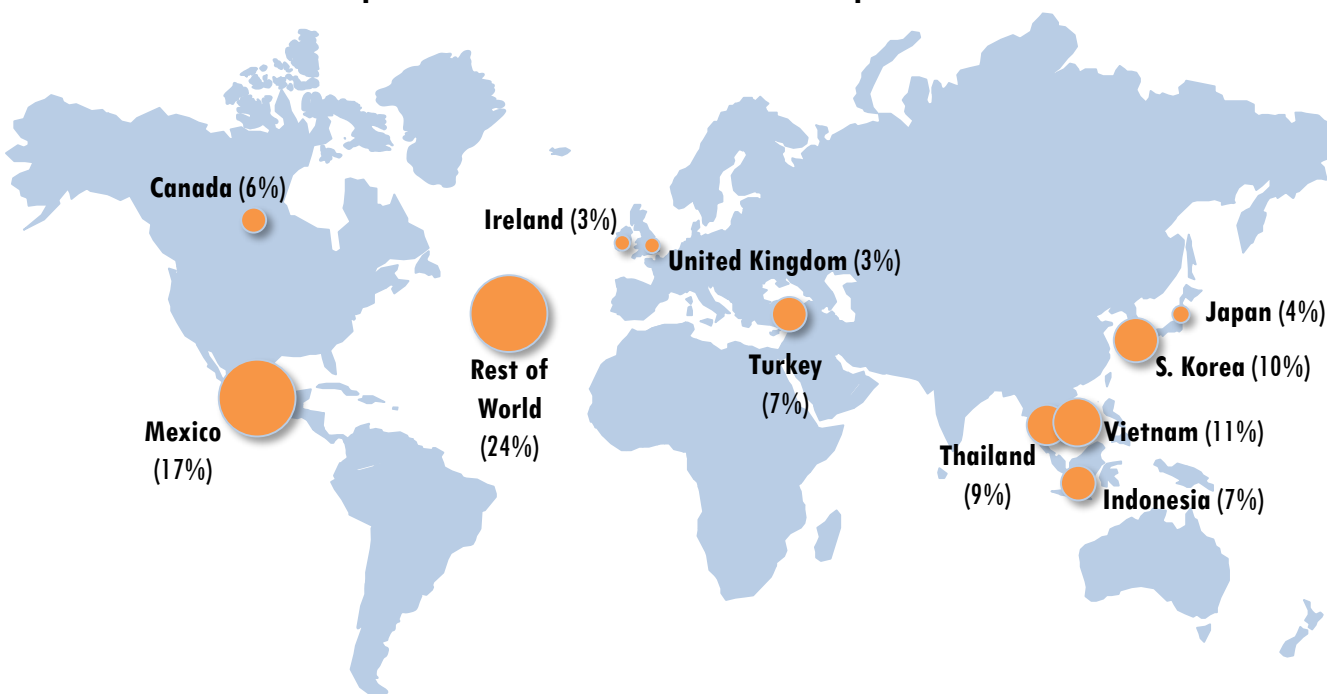 Canada (6%)
Ireland (3%)
United Kingdom (3%)
Rest of
World
(24%)
Turkey
(7%)
Japan (4%)
S. Korea (10%)
Mexico
(17%)
Vietnam (11%)
Thailand
(9%)
Indonesia (7%)